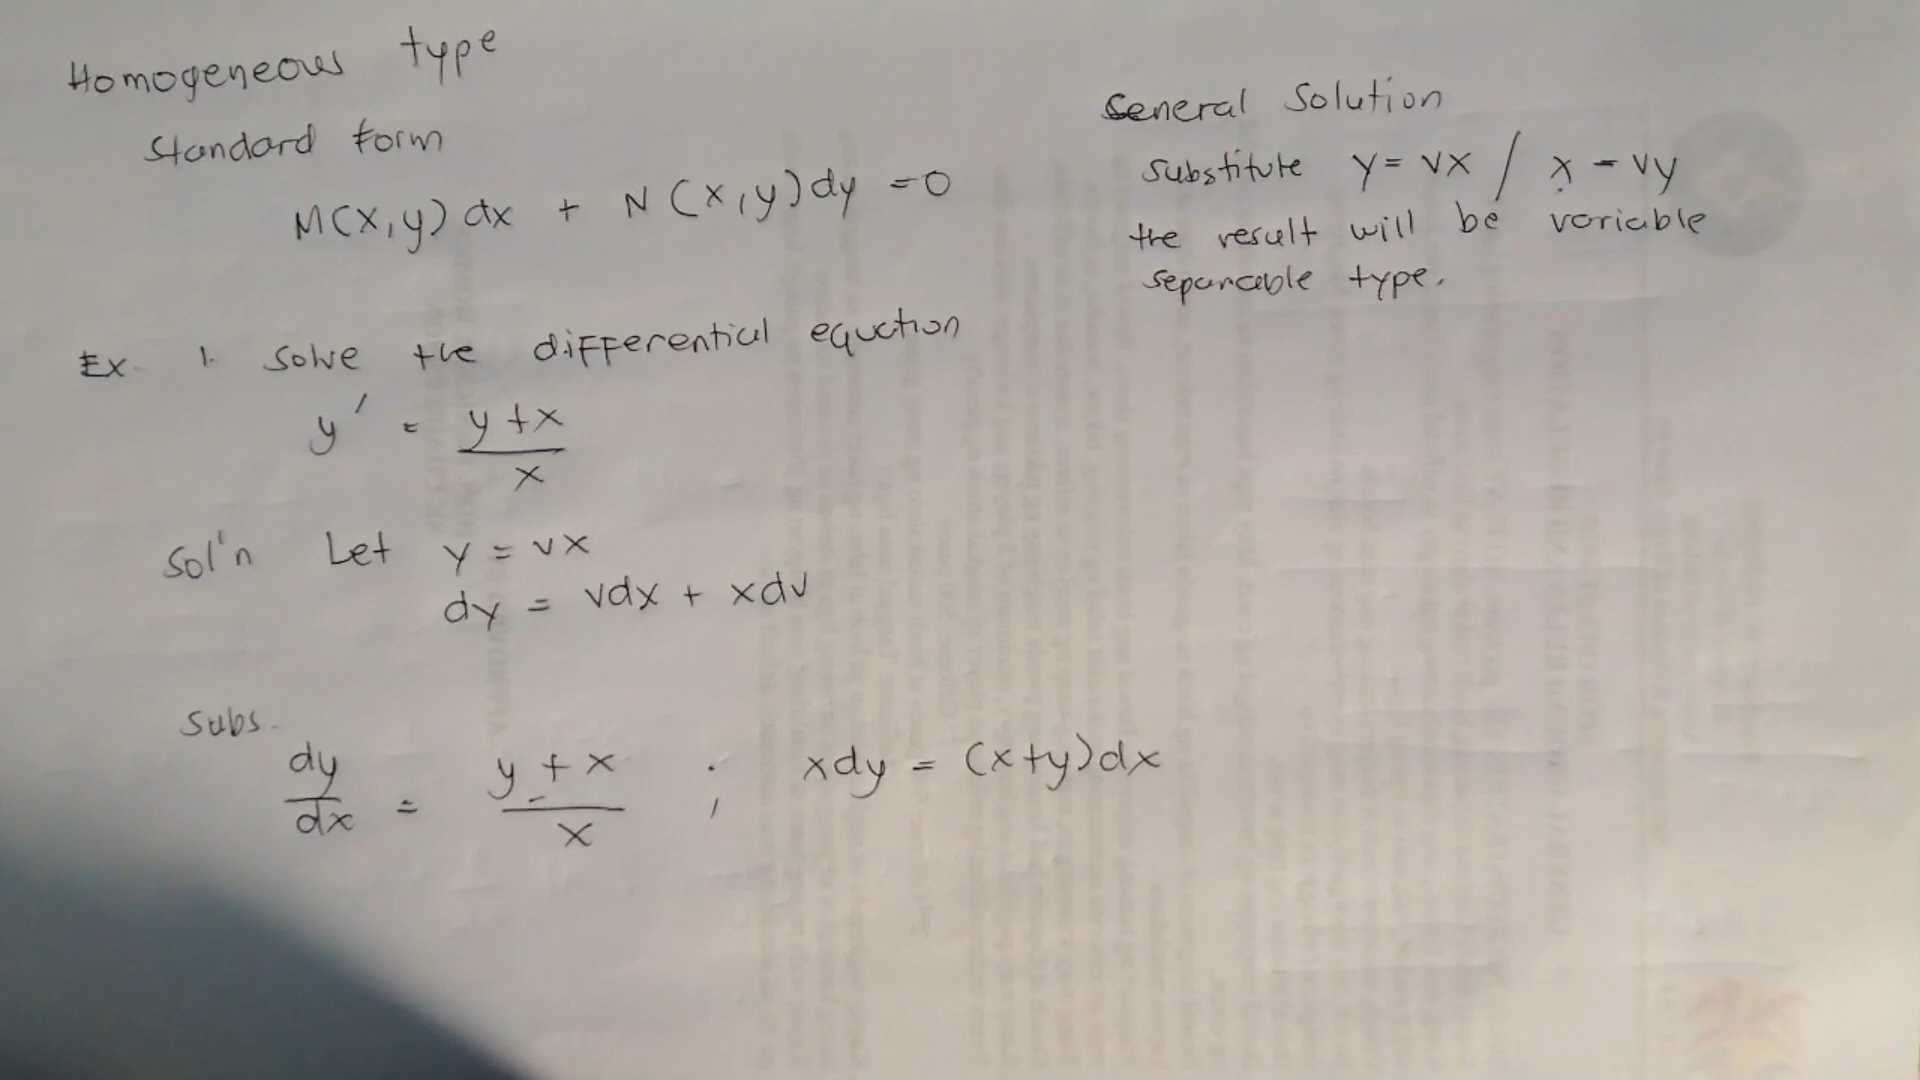 Homogeneous type
Standard form
M(x,y)dx + N(x,y)dy = 0
General Solution
substitute y = vx / x = vy
the result will be variable
separable type.
Ex. 1. Solve the differential equation
y' = y+x / x
Sol'n Let y = vx
dy = vdx + xdv
Subs.
dy/dx = y + x / x ; xdy = (x+y)dx